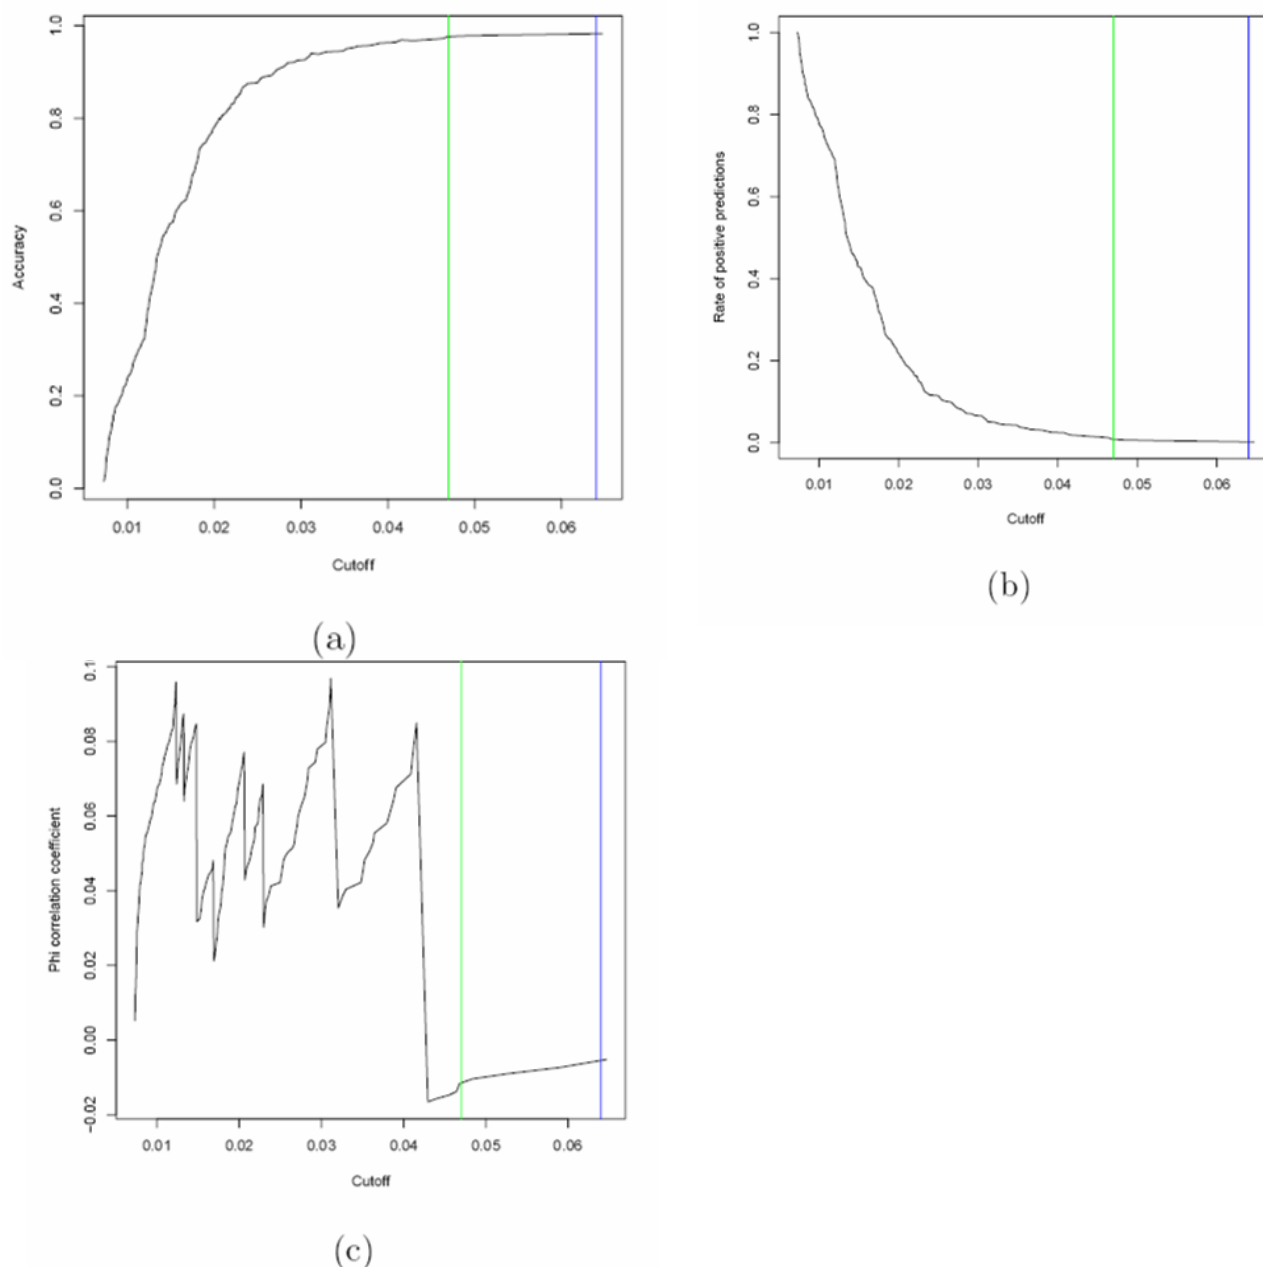 1.0
0.8
0.6
0.4
0.2
0.0
Accuracy
0.01 0.02 0.03 0.04 0.05 0.06
Cutoff
(a)
1.0
0.8
0.6
0.4
0.2
0.0
Rate of positive predictions
0.01 0.02 0.03 0.04 0.05 0.06
Cutoff
(b)
0.1
0.08
0.06
0.04
0.02
0.00
−0.02
Phi correlation coefficient
0.01 0.02 0.03 0.04 0.05 0.06
Cutoff
(c)